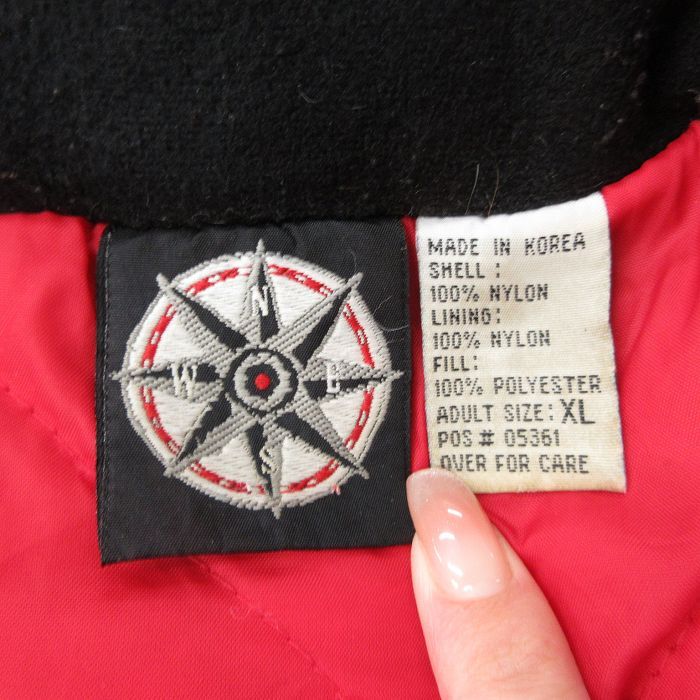 N
W E
S
MADE IN KOREA
SHELL :
100% NYLON
LINING:
100% NYLON
FILL:
100% POLYESTER
ADULT SIZE: XL
POS # 05361
OVER FOR CARE